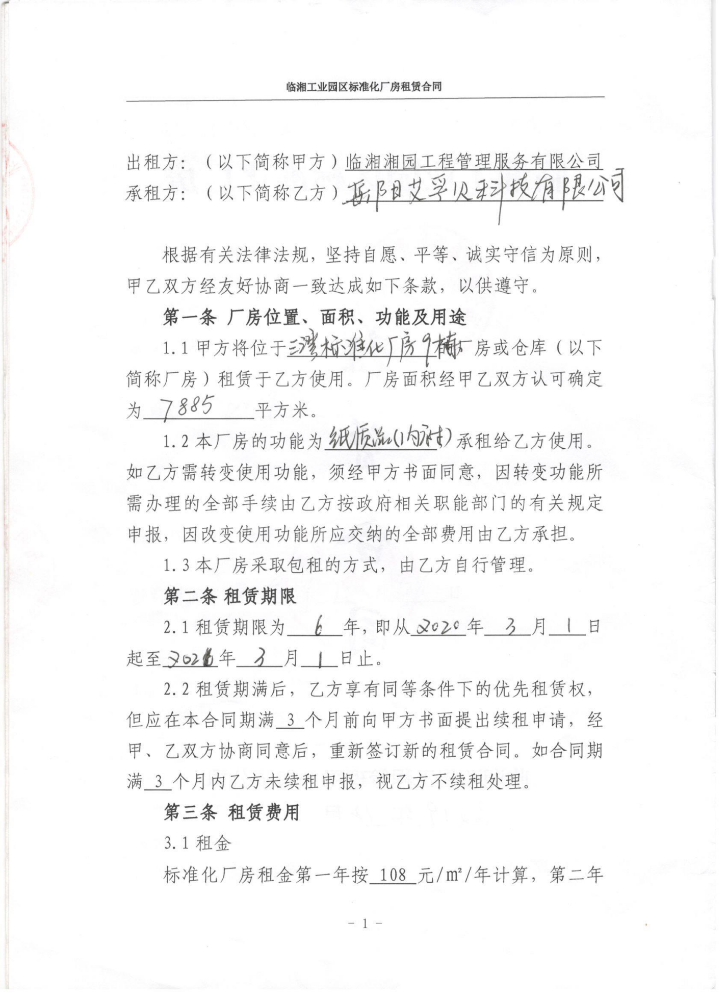 临湘工业园区标准化厂房租赁合同
出租方：（以下简称甲方）临湘湘园工程管理服务有限公司
承租方：（以下简称乙方）岳阳艾孚贝科技有限公司
根据有关法律法规，坚持自愿、平等、诚实守信为原则，
甲乙双方经友好协商一致达成如下条款，以供遵守。
第一条 厂房位置、面积、功能及用途
1.1甲方将位于三湾标准化厂房9栋厂房或仓库（以下
简称厂房）租赁于乙方使用。厂房面积经甲乙双方认可确定
为 7885 平方米。
1.2本厂房的功能为 纸质品(内衬) 承租给乙方使用。
如乙方需转变使用功能，须经甲方书面同意，因转变功能所
需办理的全部手续由乙方按政府相关职能部门的有关规定
申报，因改变使用功能所应交纳的全部费用由乙方承担。
1.3本厂房采取包租的方式，由乙方自行管理。
第二条 租赁期限
2.1租赁期限为 6 年，即从 2020 年 3 月 1 日
起至 2026 年 3 月 1 日止。
2.2租赁期满后，乙方享有同等条件下的优先租赁权，
但应在本合同期满 3 个月前向甲方书面提出续租申请，经
甲、乙双方协商同意后，重新签订新的租赁合同。如合同期
满 3 个月内乙方未续租申报，视乙方不续租处理。
第三条 租赁费用
3.1租金
标准化厂房租金第一年按 108 元/㎡/年计算，第二年
- 1 -